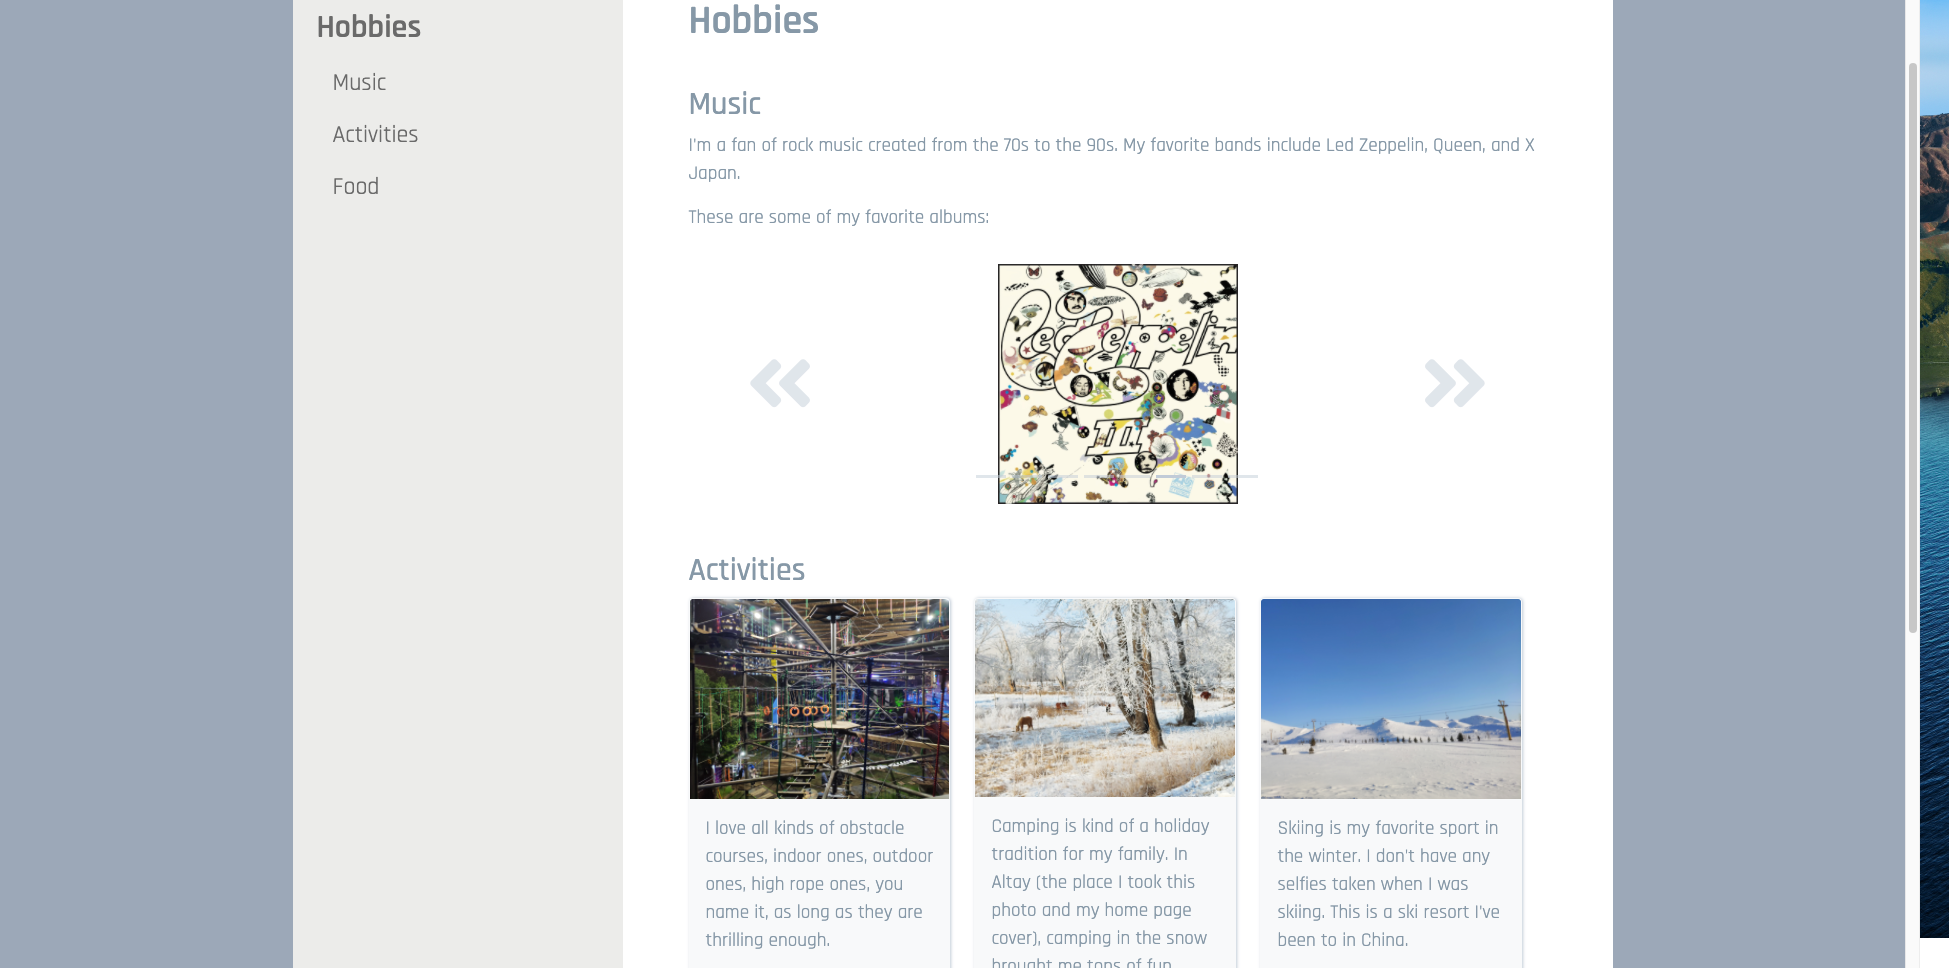 Hobbies
Music
Activities
Food
Hobbies
Music
I'm a fan of rock music created from the 70s to the 90s. My favorite bands include Led Zeppelin, Queen, and X
Japan.
These are some of my favorite albums:
Led Zeppelin
III
Activities
I love all kinds of obstacle
courses, indoor ones, outdoor
ones, high rope ones, you
name it, as long as they are
thrilling enough.
Camping is kind of a holiday
tradition for my family. In
Altay (the place I took this
photo and my home page
cover), camping in the snow
brought me tons of fun
Skiing is my favorite sport in
the winter. I don't have any
selfies taken when I was
skiing. This is a ski resort I've
been to in China.